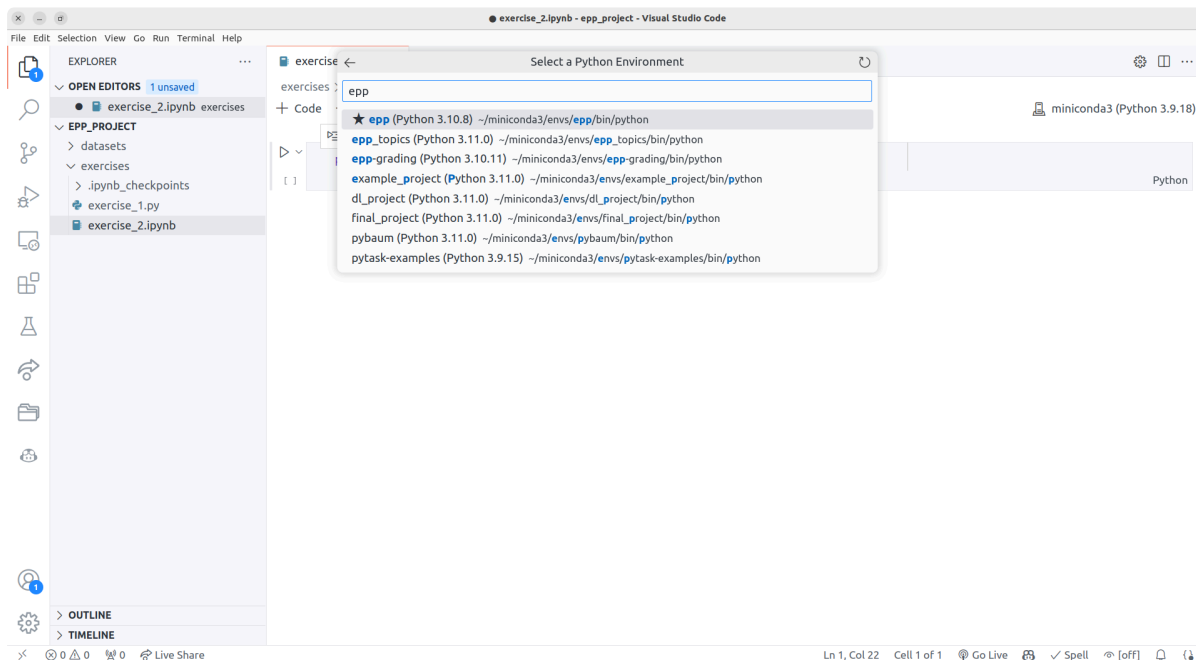 ● exercise_2.ipynb - epp_project - Visual Studio Code
File Edit Selection View Go Run Terminal Help
EXPLORER
OPEN EDITORS 1 unsaved
● exercise_2.ipynb exercises
EPP_PROJECT
datasets
exercises
.ipynb_checkpoints
exercise_1.py
exercise_2.ipynb
OUTLINE
TIMELINE
exercise
exercises
+ Code
miniconda3 (Python 3.9.18)
[ ]
Python
Select a Python Environment
epp
★ epp (Python 3.10.8) ~/miniconda3/envs/epp/bin/python
epp_topics (Python 3.11.0) ~/miniconda3/envs/epp_topics/bin/python
epp-grading (Python 3.10.11) ~/miniconda3/envs/epp-grading/bin/python
example_project (Python 3.11.0) ~/miniconda3/envs/example_project/bin/python
dl_project (Python 3.11.0) ~/miniconda3/envs/dl_project/bin/python
final_project (Python 3.11.0) ~/miniconda3/envs/final_project/bin/python
pybaum (Python 3.11.0) ~/miniconda3/envs/pybaum/bin/python
pytask-examples (Python 3.9.15) ~/miniconda3/envs/pytask-examples/bin/python
1
1
0 0 0 Live Share
Ln 1, Col 22 Cell 1 of 1 Go Live Spell [off]